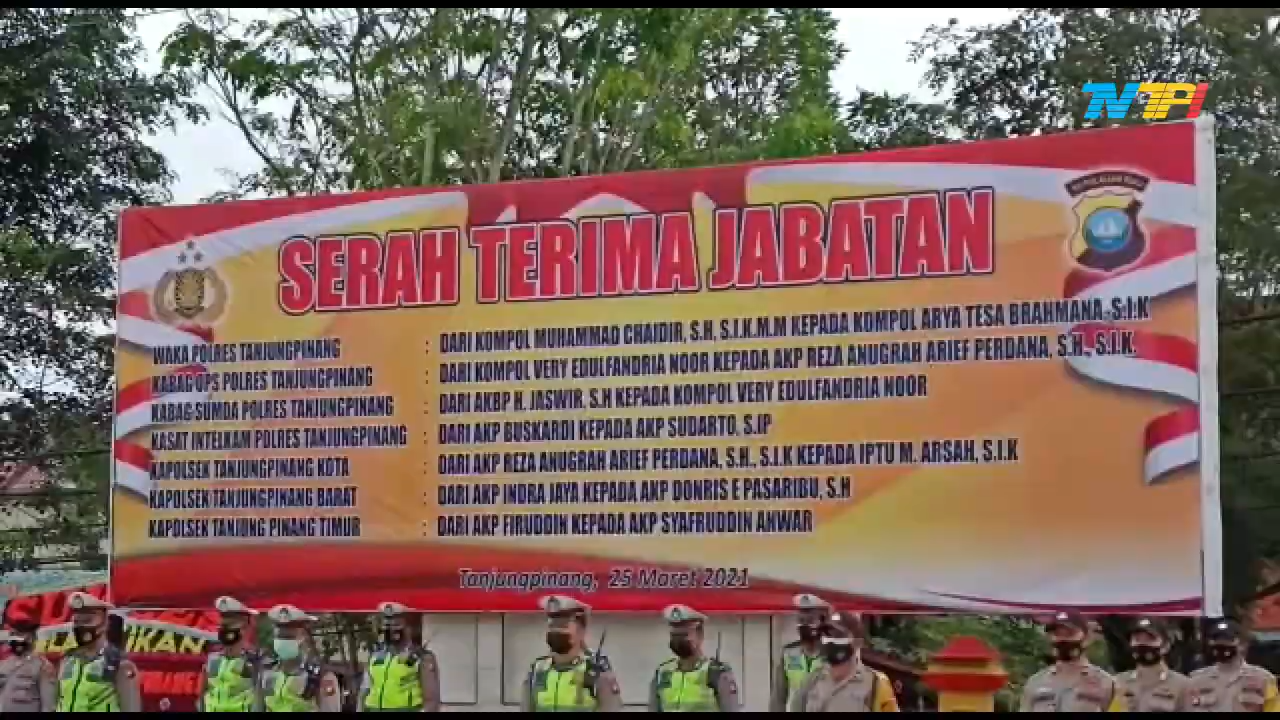 TVTPI
SERAH TERIMA JABATAN
WAKA POLRES TANJUNGPINANG : DARI KOMPOL MUHAMMAD CHAIDIR, S.H, S.I.K.M.M KEPADA KOMPOL ARYA TESA BRAHMANA, S.I.K
KABAG OPS POLRES TANJUNGPINANG : DARI KOMPOL VERY EDULFANDRIA NOOR KEPADA AKP REZA ANUGRAH ARIEF PERDANA, S.H., S.I.K.
KABAG SUMDA POLRES TANJUNGPINANG : DARI AKBP H. JASWIR, S.H KEPADA KOMPOL VERY EDULFANDRIA NOOR
KASAT INTELKAM POLRES TANJUNGPINANG : DARI AKP BUSKARDI KEPADA AKP SUDARTO, S.IP
KAPOLSEK TANJUNGPINANG KOTA : DARI AKP REZA ANUGRAH ARIEF PERDANA, S.H., S.I.K KEPADA IPTU M. ARSAH, S.I.K
KAPOLSEK TANJUNGPINANG BARAT : DARI AKP INDRA JAYA KEPADA AKP DONRIS E PASARIBU, S.H
KAPOLSEK TANJUNG PINANG TIMUR : DARI AKP FIRUDDIN KEPADA AKP SYAFRUDDIN ANWAR
Tanjungpinang, 25 Maret 2021